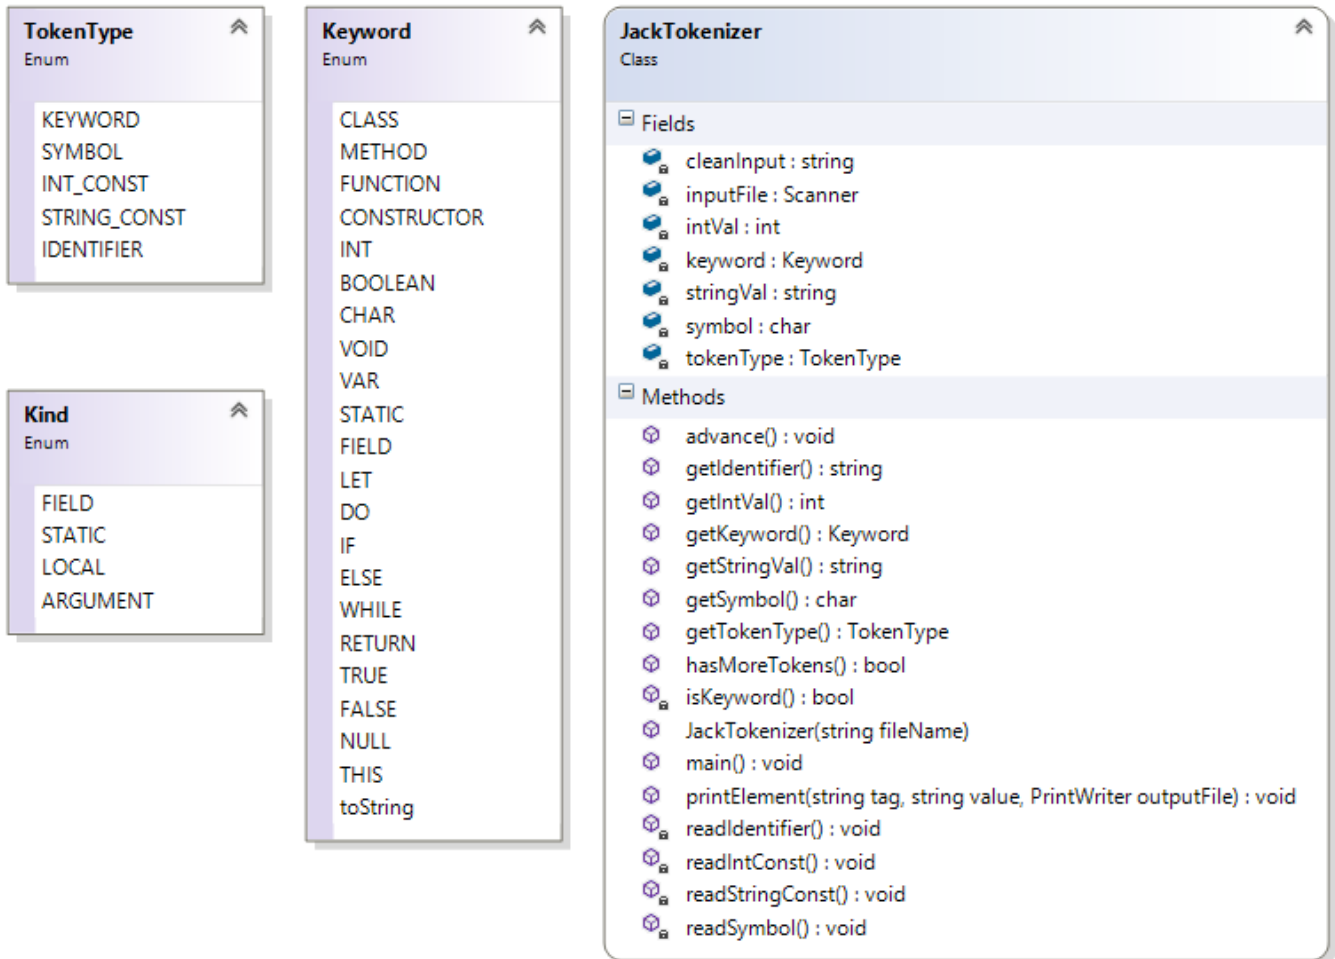 TokenType
Enum
KEYWORD
SYMBOL
INT_CONST
STRING_CONST
IDENTIFIER
Kind
Enum
FIELD
STATIC
LOCAL
ARGUMENT
Keyword
Enum
CLASS
METHOD
FUNCTION
CONSTRUCTOR
INT
BOOLEAN
CHAR
VOID
VAR
STATIC
FIELD
LET
DO
IF
ELSE
WHILE
RETURN
TRUE
FALSE
NULL
THIS
toString
JackTokenizer
Class
Fields
cleanInput : string
inputFile : Scanner
intVal : int
keyword : Keyword
stringVal : string
symbol : char
tokenType : TokenType
Methods
advance() : void
getIdentifier() : string
getIntVal() : int
getKeyword() : Keyword
getStringVal() : string
getSymbol() : char
getTokenType() : TokenType
hasMoreTokens() : bool
isKeyword() : bool
JackTokenizer(string fileName)
main() : void
printElement(string tag, string value, PrintWriter outputFile) : void
readIdentifier() : void
readIntConst() : void
readStringConst() : void
readSymbol() : void